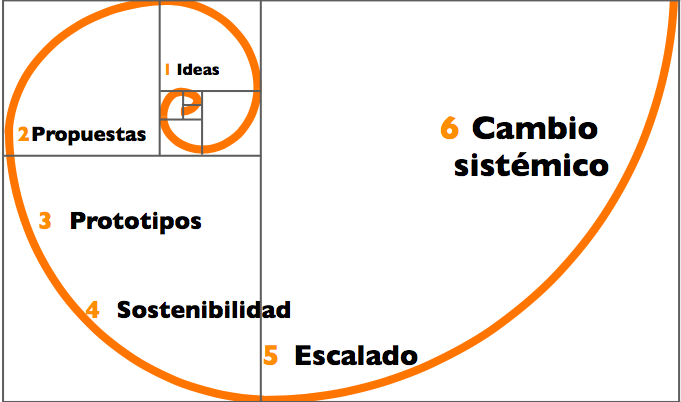 1 Ideas
2 Propuestas
3 Prototipos
4 Sostenibilidad
5 Escalado
6 Cambio
sistémico